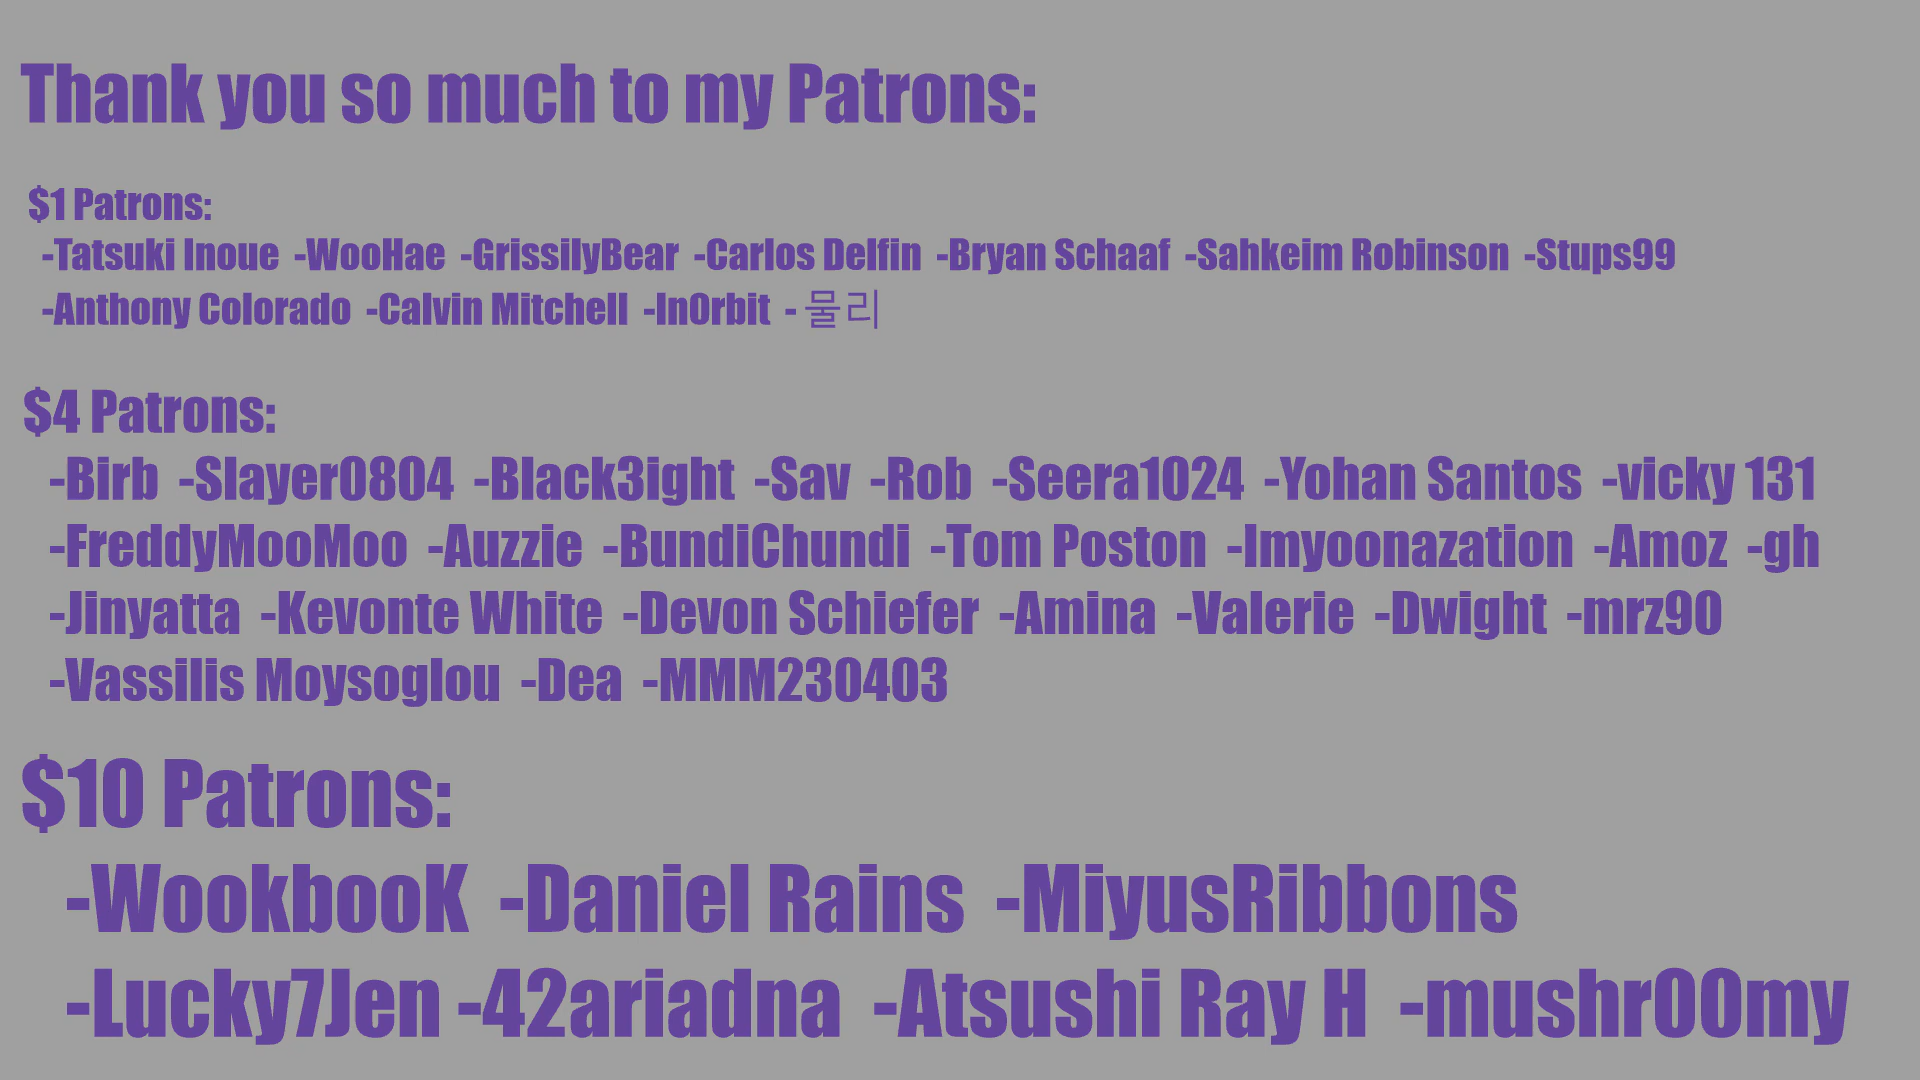 Thank you so much to my Patrons:
$1 Patrons:
-Tatsuki Inoue -WooHae -GrissilyBear -Carlos Delfin -Bryan Schaaf -Sahkeim Robinson -Stups99
-Anthony Colorado -Calvin Mitchell -InOrbit - 물리
$4 Patrons:
-Birb -Slayer0804 -Black3ight -Sav -Rob -Seera1024 -Yohan Santos -vicky 131
-FreddyMooMoo -Auzzie -BundiChundi -Tom Poston -Imyoonazation -Amoz -gh
-Jinyatta -Kevonte White -Devon Schiefer -Amina -Valerie -Dwight -mrz90
-Vassilis Moysoglou -Dea -MMM230403
$10 Patrons:
-WookbooK -Daniel Rains -MiyusRibbons
-Lucky7Jen -42ariadna -Atsushi Ray H -mushr00my